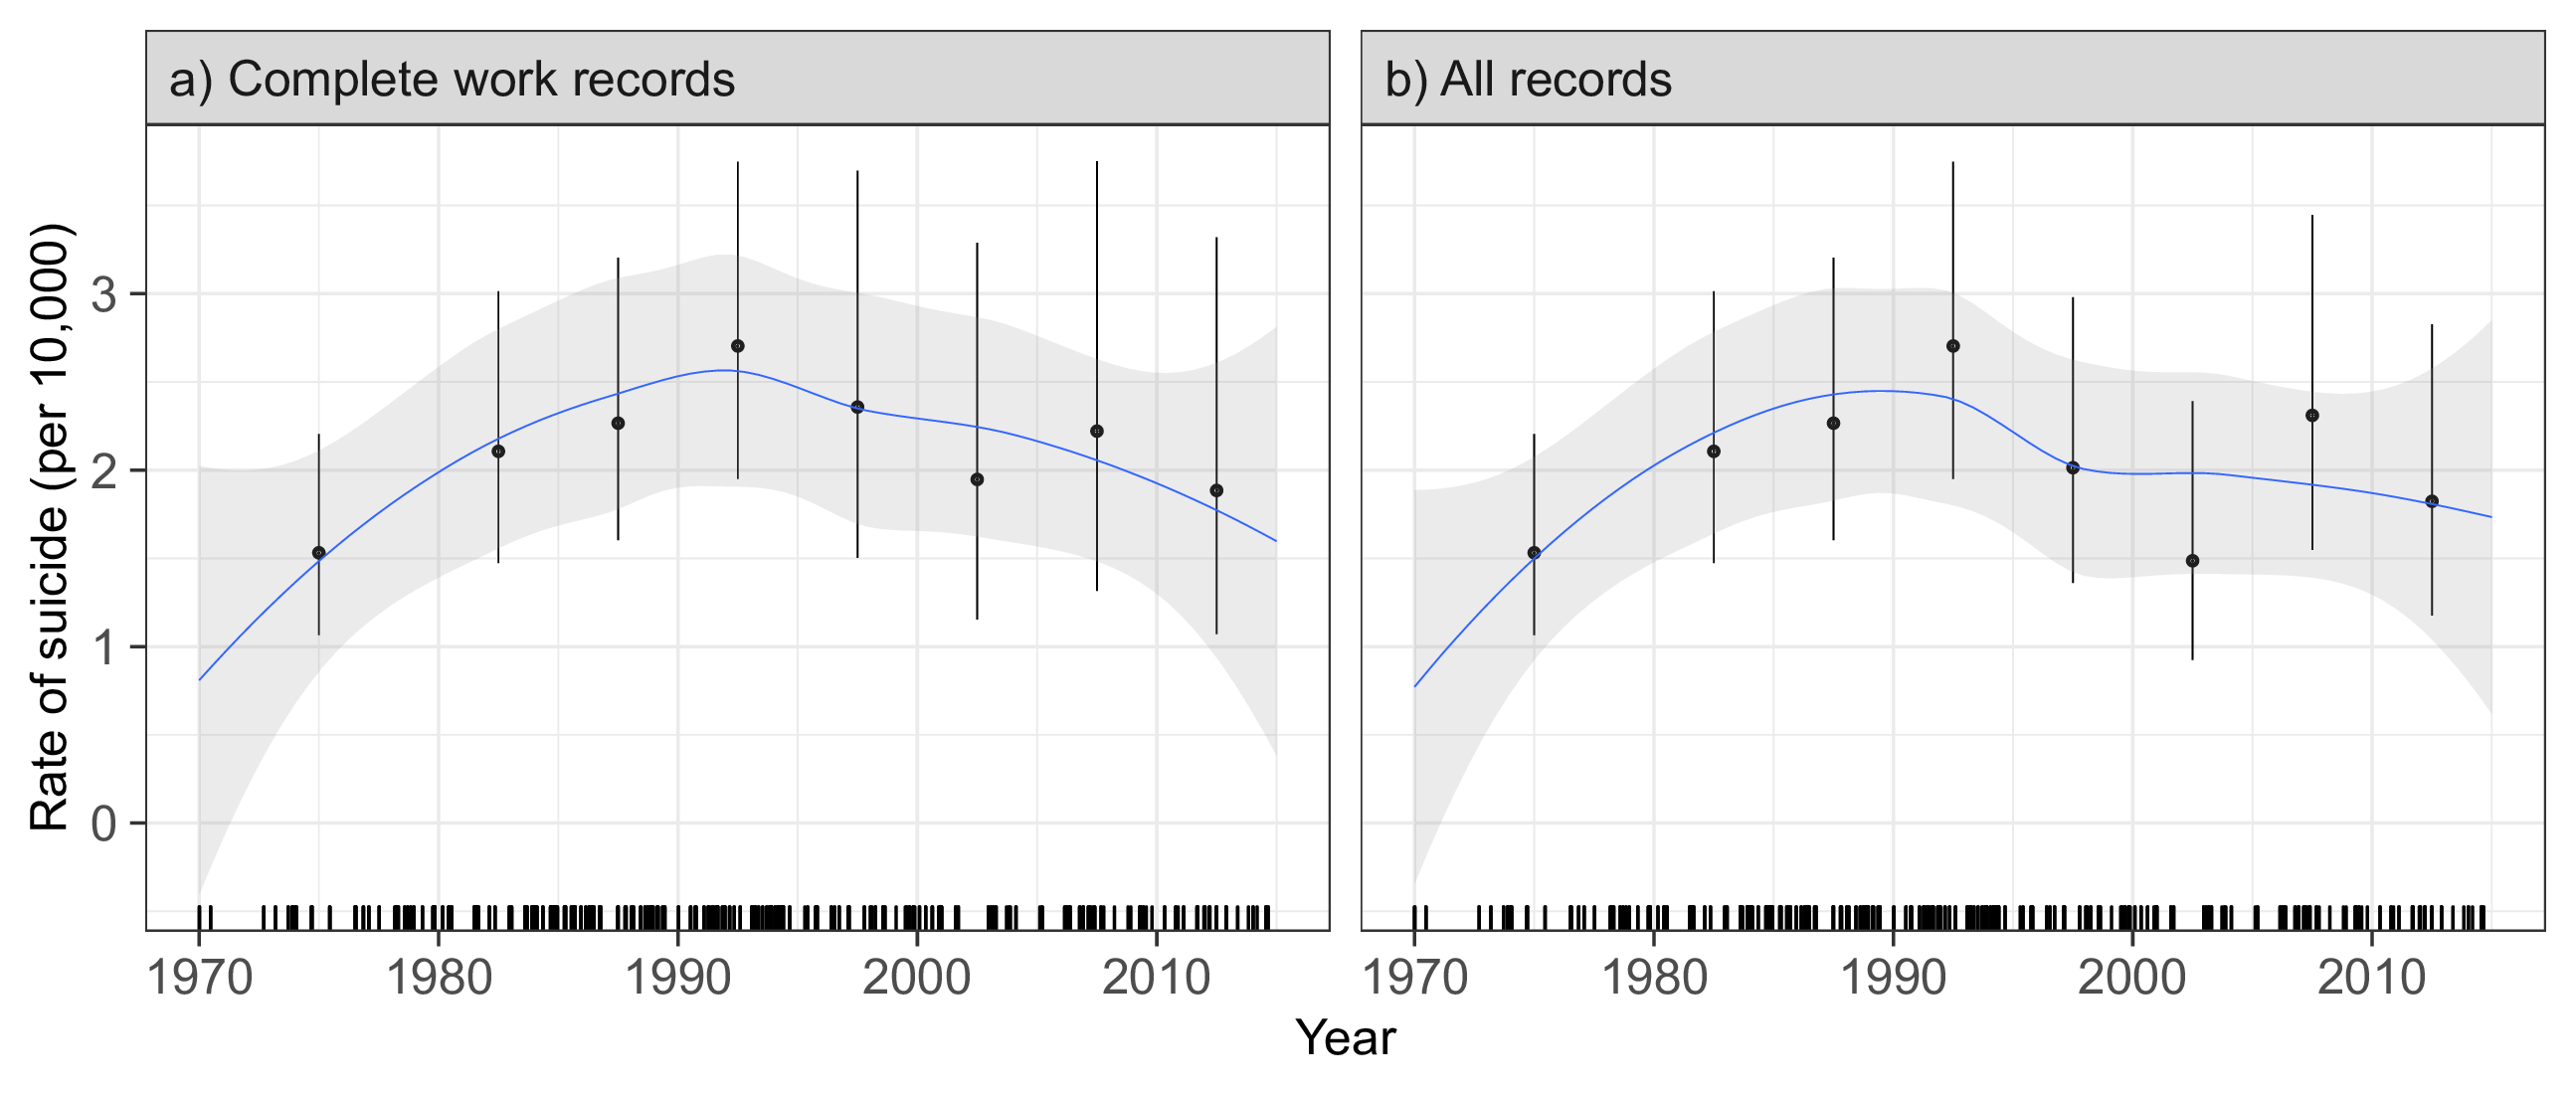 a) Complete work records
b) All records
Rate of suicide (per 10,000)
3
2
1
0
1970 1980 1990 2000 2010
1970 1980 1990 2000 2010
Year